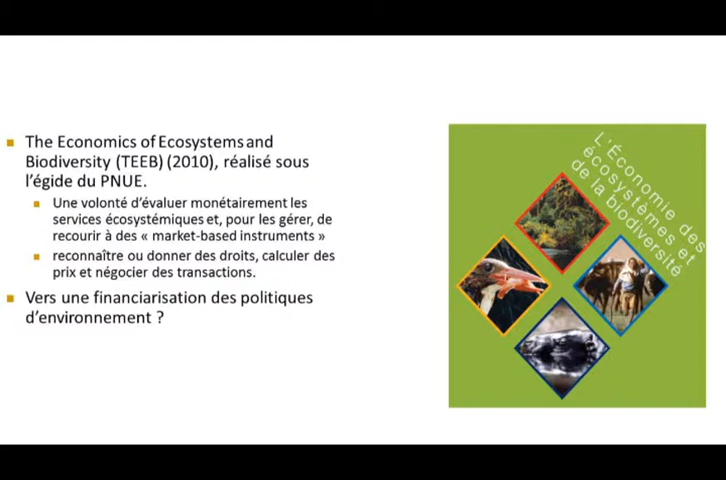 The Economics of Ecosystems and
Biodiversity (TEEB) (2010), réalisé sous
l'égide du PNUE.
Une volonté d'évaluer monétairement les
services écosystémiques et, pour les gérer, de
recourir à des « market-based instruments »
reconnaître ou donner des droits, calculer des
prix et négocier des transactions.
Vers une financiarisation des politiques
d'environnement ?
L'Économie des
écosystèmes et
de la biodiversité